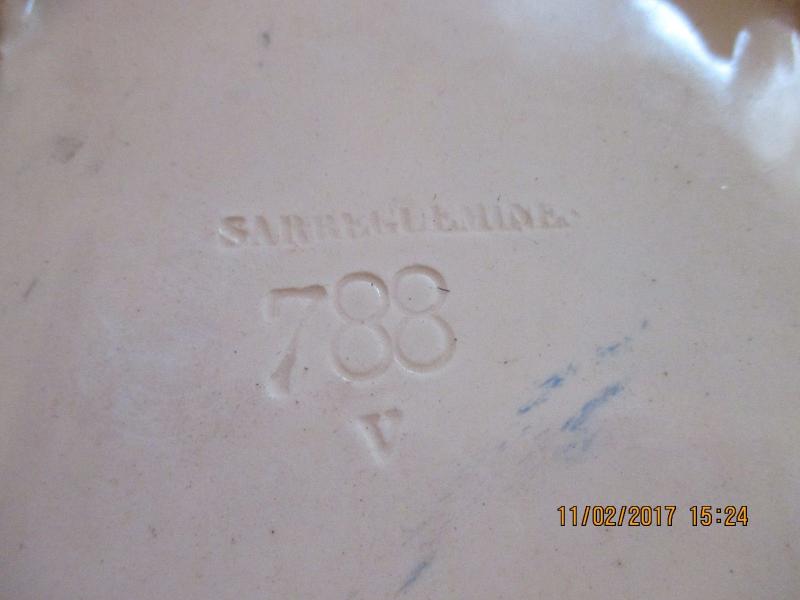 SARREGUEMINES
788
V
11/02/2017 15:24